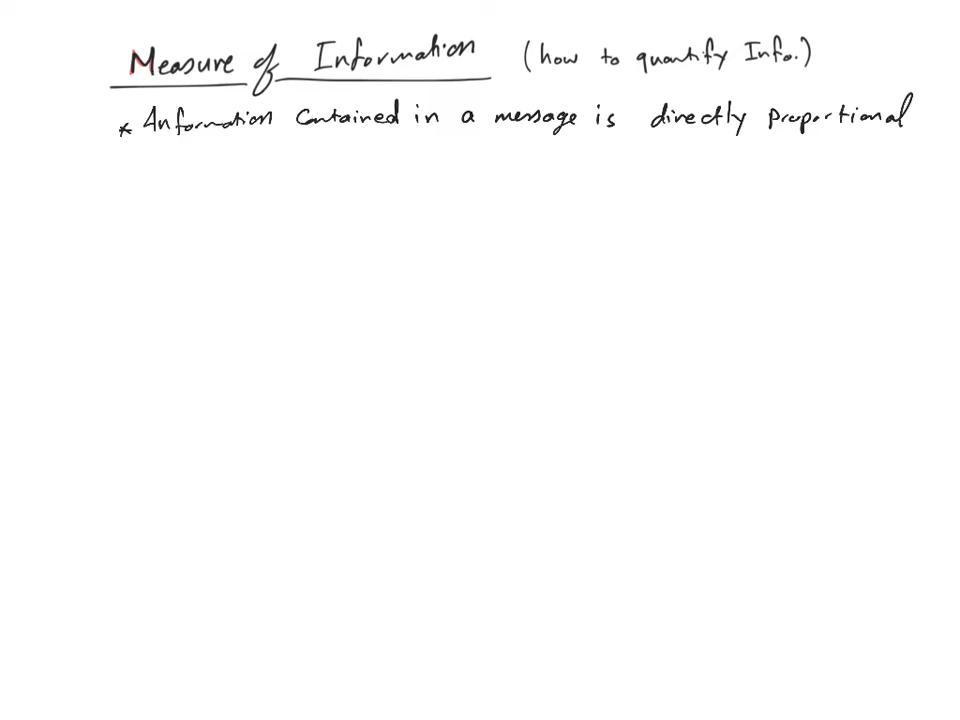 Measure of Information (how to quantify Info.)
* Information Contained in a message is directly proportional